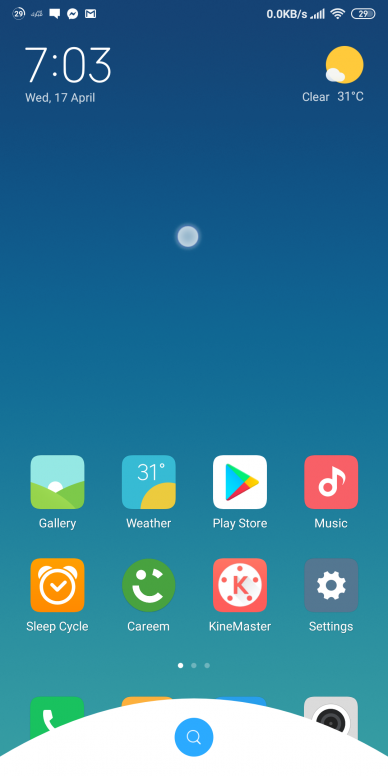 29
0.0KB/s
29
7:03
Wed, 17 April
Clear 31°C
31°
Gallery
Weather
Play Store
Music
K
Sleep Cycle
Careem
KineMaster
Settings